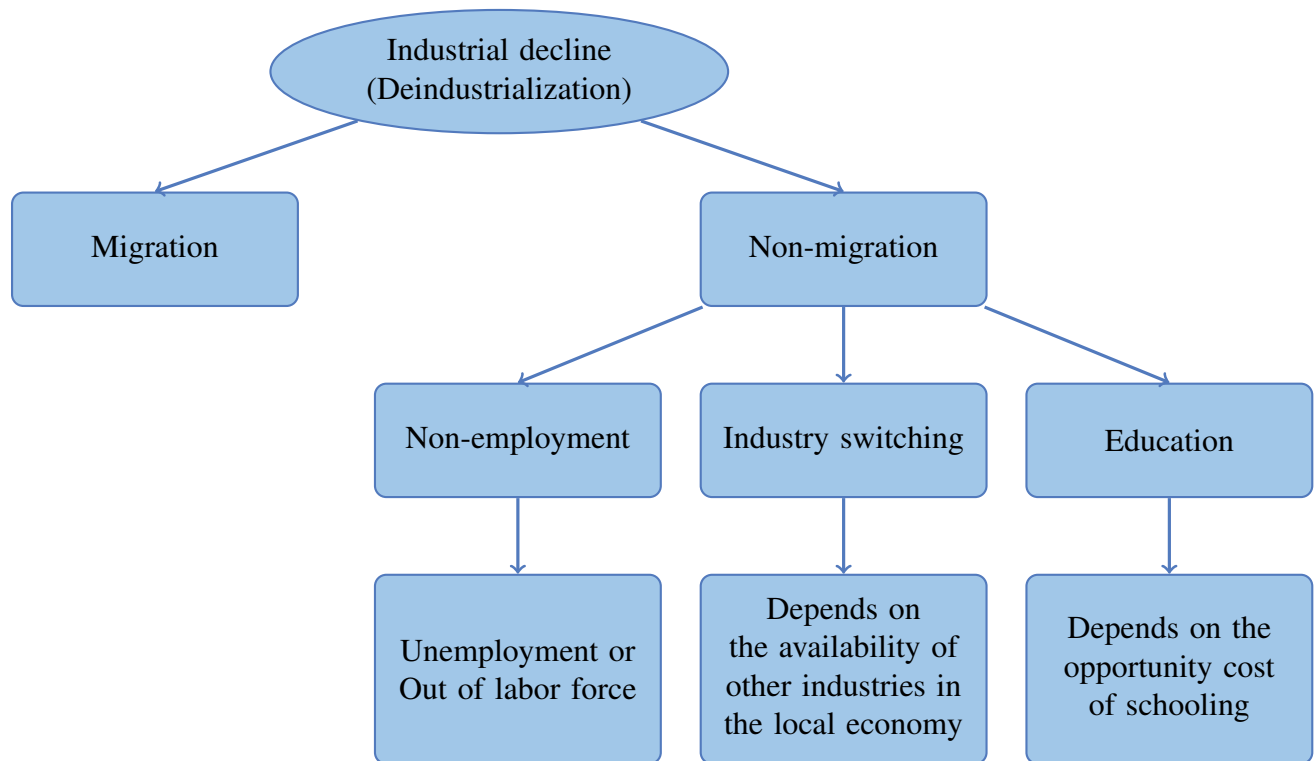 Industrial decline
(Deindustrialization)
Migration
Non-migration
Non-employment
Industry switching
Education
Unemployment or
Out of labor force
Depends on
the availability of
other industries in
the local economy
Depends on the
opportunity cost
of schooling